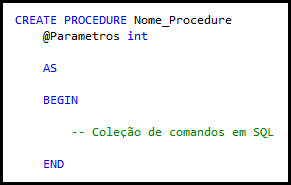 CREATE PROCEDURE Nome_Procedure
@Parametros int
AS
BEGIN
-- Coleção de comandos em SQL
END